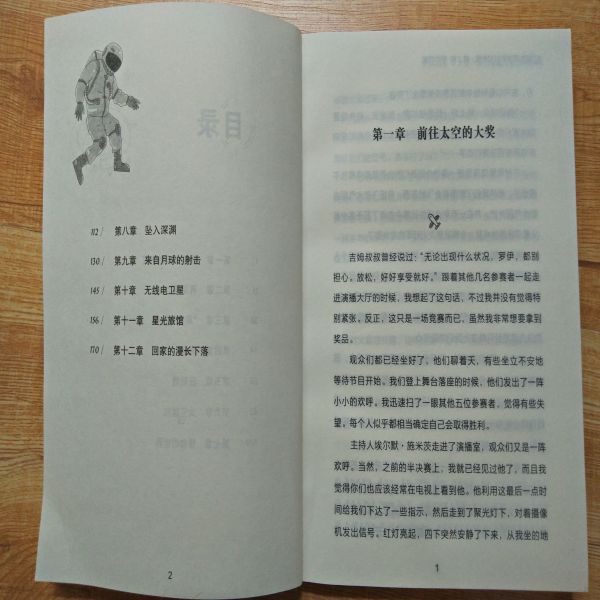 112 / 第八章 坠入深渊
130 / 第九章 来自月球的射击
145 / 第十章 无线电卫星
156 / 第十一章 星光旅馆
170 / 第十二章 回家的漫长下落
2
第一章 前往太空的大奖
吉姆叔叔曾经说过:“无论出现什么状况，罗伊，都别
担心。放松，好好享受就好。”跟着其他几名参赛者一起走
进演播大厅的时候，我想起了这句话，不过我并没有觉得特
别紧张。反正，这只是一场竞赛而已，虽然我非常想要拿到
奖品。
观众们都已经坐好了，他们聊着天，有些坐立不安地
等待节目开始。我们登上舞台落座的时候，他们发出了一阵
小小的欢呼。我迅速扫了一眼其他五位参赛者，觉得有些失
望。每个人似乎都相当确定自己会取得胜利。
主持人埃尔默·施米茨走进了演播室，观众们又是一阵
欢呼。当然，之前的半决赛上，我就已经见过他了，而且我
觉得你们也应该经常在电视上看到他。他利用这最后一点时
间给我们下达了一些指示，然后走到了聚光灯下，对着摄像
机发出信号。红灯亮起，四下突然安静了下来，从我坐的地
1